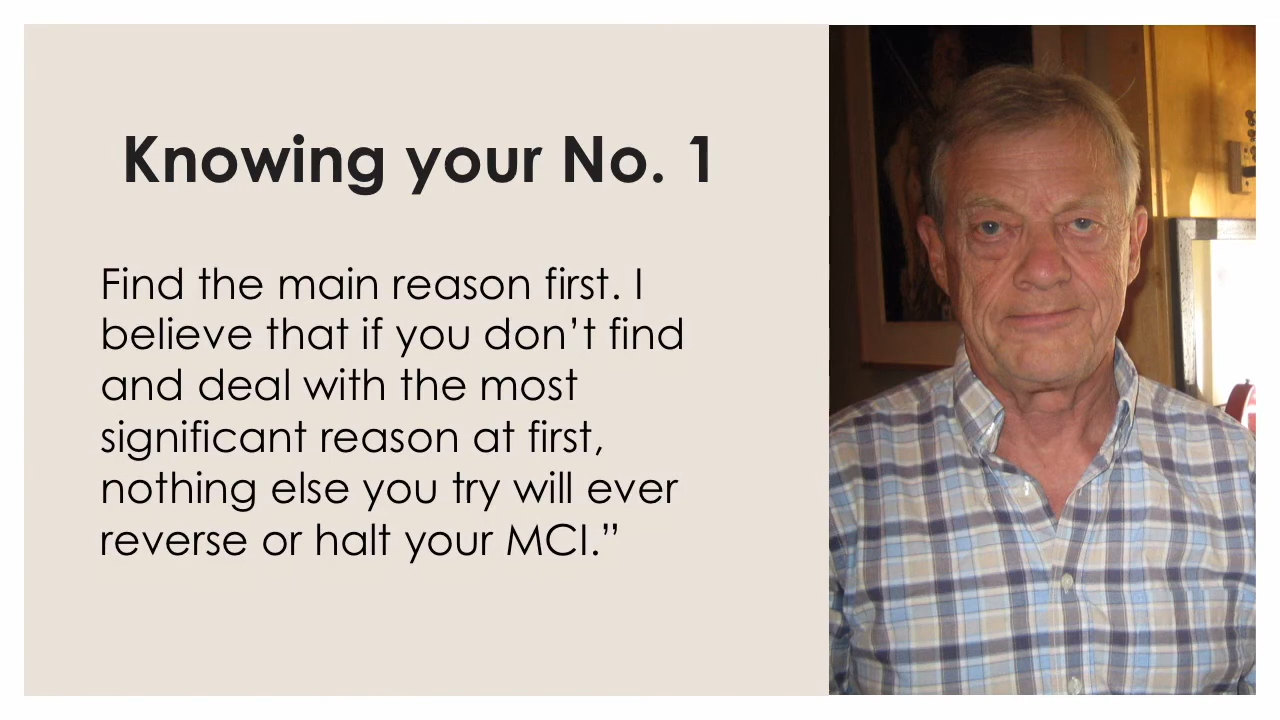 Knowing your No. 1
Find the main reason first. I
believe that if you don’t find
and deal with the most
significant reason at first,
nothing else you try will ever
reverse or halt your MCI.”